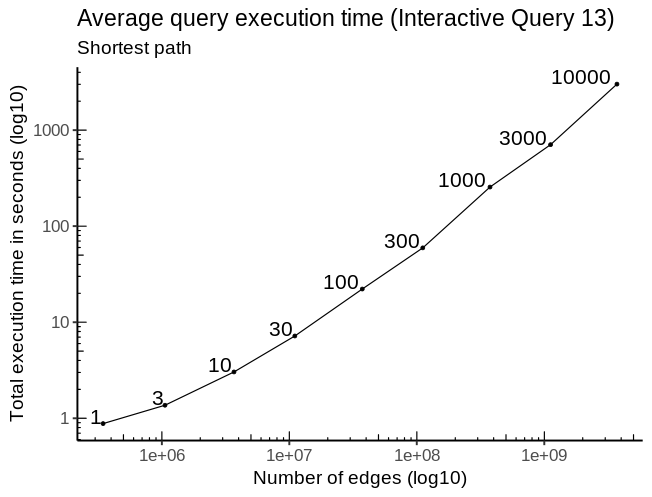 Average query execution time (Interactive Query 13)
Shortest path
Total execution time in seconds (log10)
1000
100
10
1
10000
3000
1000
300
100
30
10
3
1
1e+06 1e+07 1e+08 1e+09
Number of edges (log10)